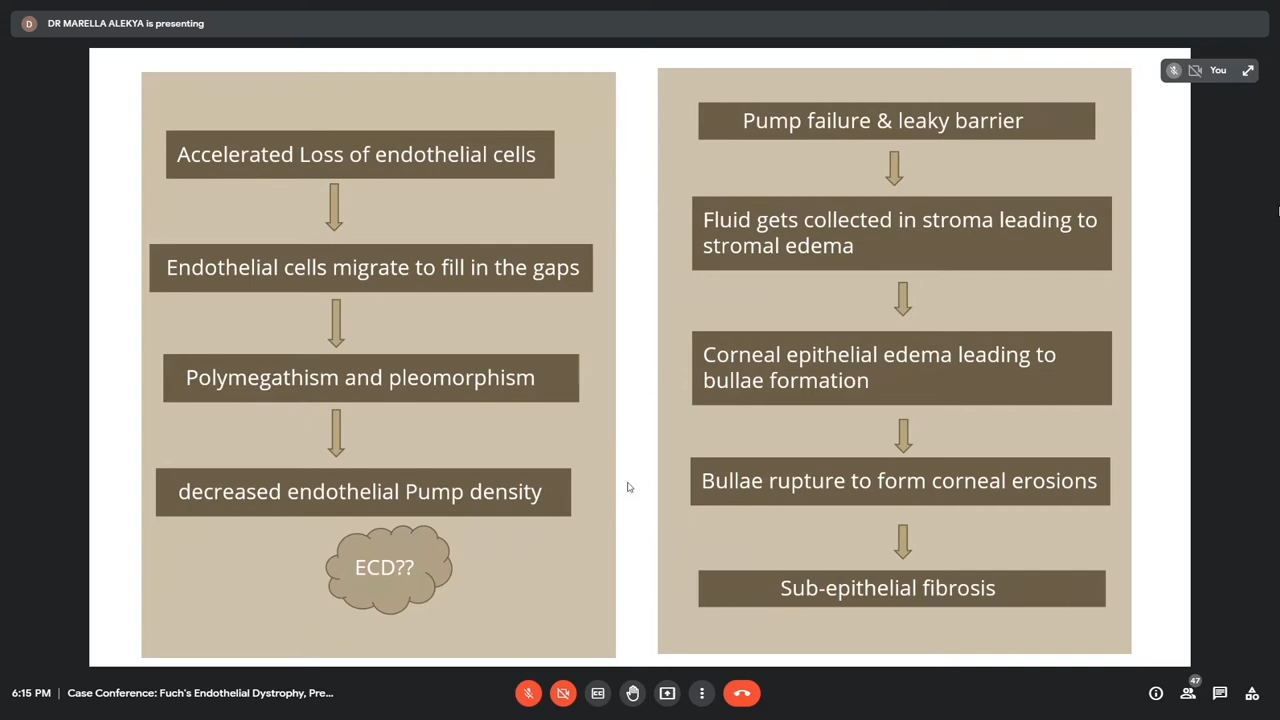 D
DR MARELLA ALEKYA is presenting
You
Accelerated Loss of endothelial cells
Endothelial cells migrate to fill in the gaps
Polymegathism and pleomorphism
decreased endothelial Pump density
ECD??
Pump failure & leaky barrier
Fluid gets collected in stroma leading to
stromal edema
Corneal epithelial edema leading to
bullae formation
Bullae rupture to form corneal erosions
Sub-epithelial fibrosis
6:15 PM | Case Conference: Fuch's Endothelial Dystrophy, Pre...
47